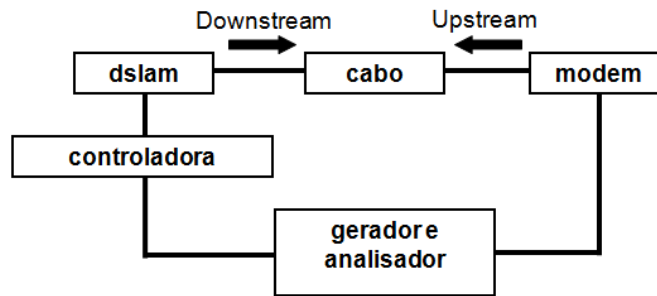 Downstream
Upstream
dslam
cabo
modem
controladora
gerador e
analisador